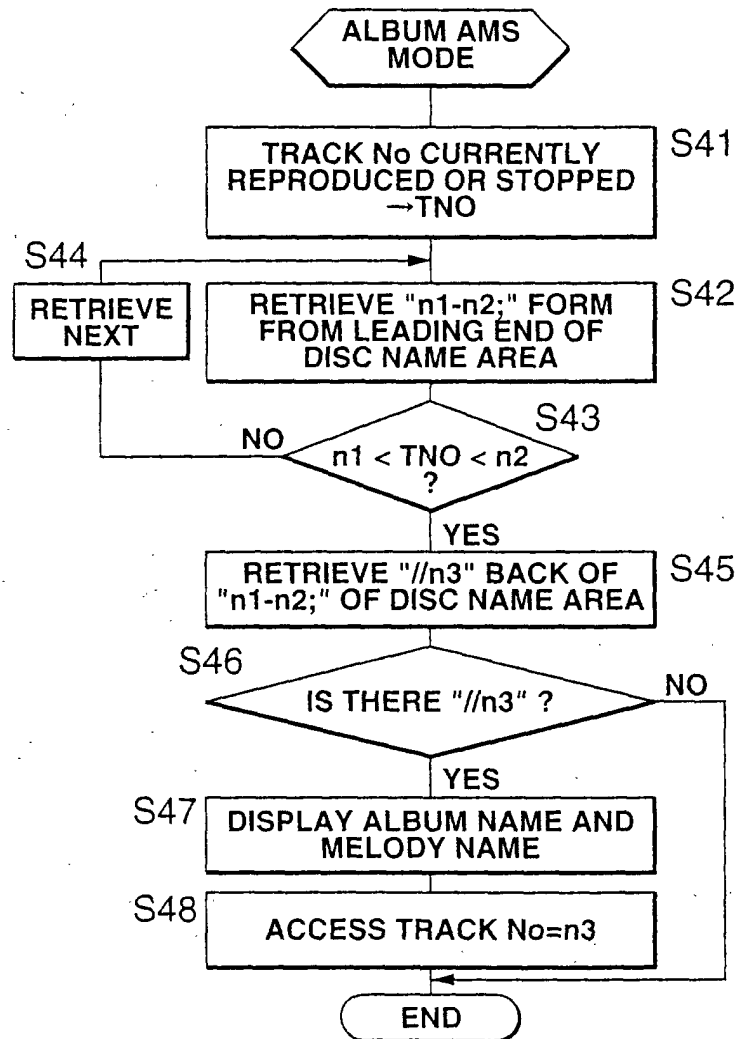 ALBUM AMS
MODE
S41
TRACK No CURRENTLY
REPRODUCED OR STOPPED
→TNO
S44
RETRIEVE
NEXT
S42
RETRIEVE "n1-n2;" FORM
FROM LEADING END OF
DISC NAME AREA
S43
NO
n1 < TNO < n2
?
YES
S45
RETRIEVE "//n3" BACK OF
"n1-n2;" OF DISC NAME AREA
S46
IS THERE "//n3" ?
NO
YES
S47
DISPLAY ALBUM NAME AND
MELODY NAME
S48
ACCESS TRACK No=n3
END